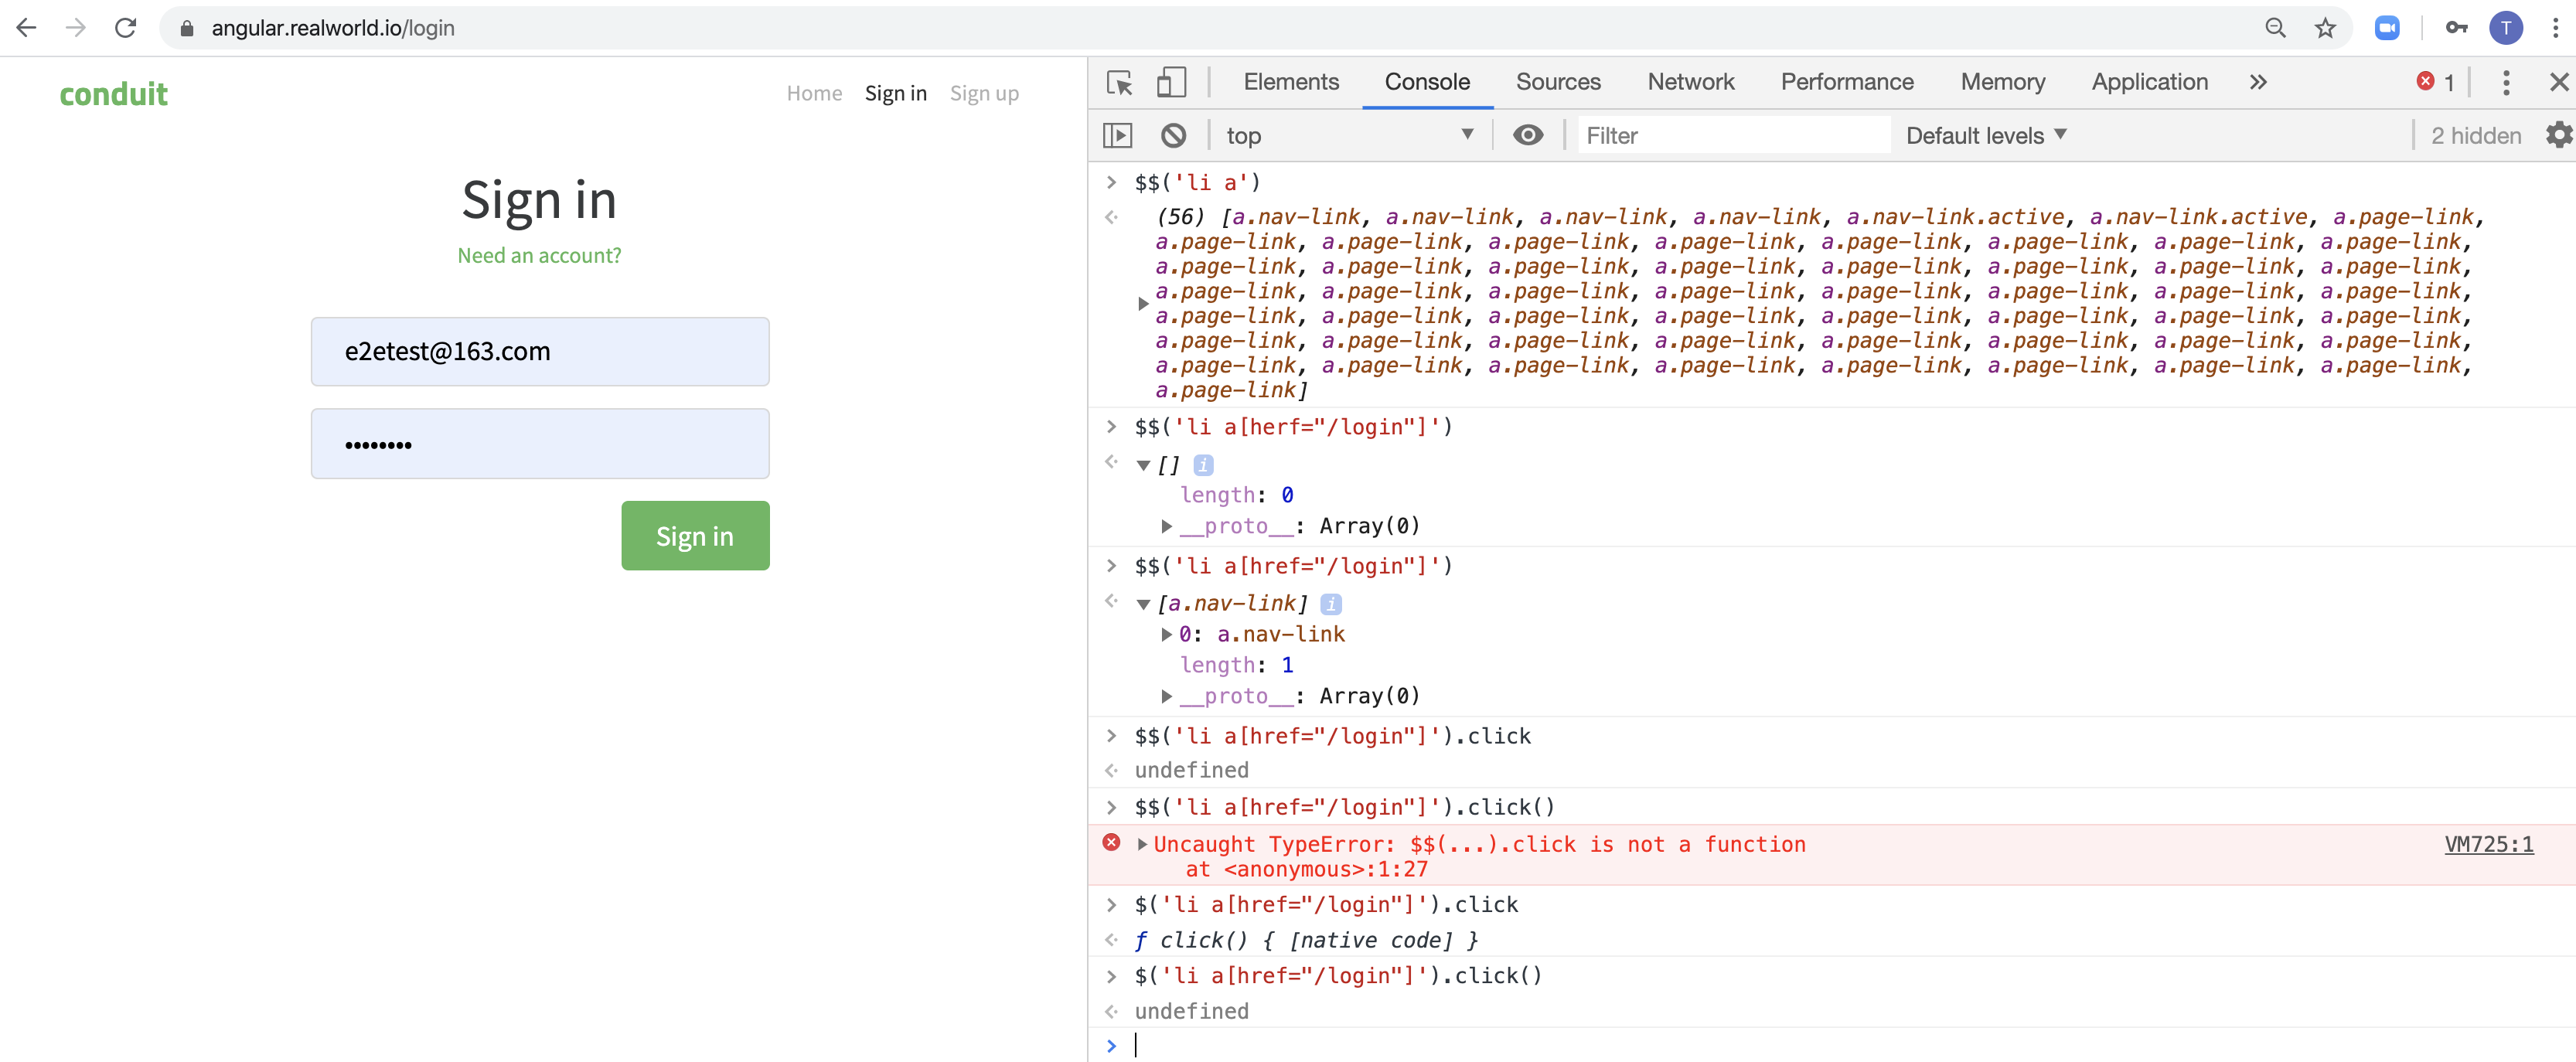 angular.realworld.io/login
T
conduit
Home Sign in Sign up
Sign in
Need an account?
e2etest@163.com
••••••••
Sign in
Elements Console Sources Network Performance Memory Application » 1
top Filter Default levels 2 hidden
$$('li a')
(56) [a.nav-link, a.nav-link, a.nav-link, a.nav-link, a.nav-link.active, a.nav-link.active, a.page-link,
a.page-link, a.page-link, a.page-link, a.page-link, a.page-link, a.page-link, a.page-link, a.page-link,
a.page-link, a.page-link, a.page-link, a.page-link, a.page-link, a.page-link, a.page-link, a.page-link,
a.page-link, a.page-link, a.page-link, a.page-link, a.page-link, a.page-link, a.page-link, a.page-link,
a.page-link, a.page-link, a.page-link, a.page-link, a.page-link, a.page-link, a.page-link, a.page-link,
a.page-link, a.page-link, a.page-link, a.page-link, a.page-link, a.page-link, a.page-link, a.page-link,
a.page-link, a.page-link, a.page-link, a.page-link, a.page-link, a.page-link, a.page-link, a.page-link,
a.page-link]
$$('li a[herf="/login"]')
[] i
length: 0
__proto__: Array(0)
$$('li a[href="/login"]')
[a.nav-link] i
0: a.nav-link
length: 1
__proto__: Array(0)
$$('li a[href="/login"]').click
undefined
$$('li a[href="/login"]').click()
Uncaught TypeError: $$(...).click is not a function VM725:1
at <anonymous>:1:27
$('li a[href="/login"]').click
ƒ click() { [native code] }
$('li a[href="/login"]').click()
undefined